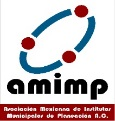 amimp
Asociación Mexicana de Institutos
Municipales de Planeación A.C.